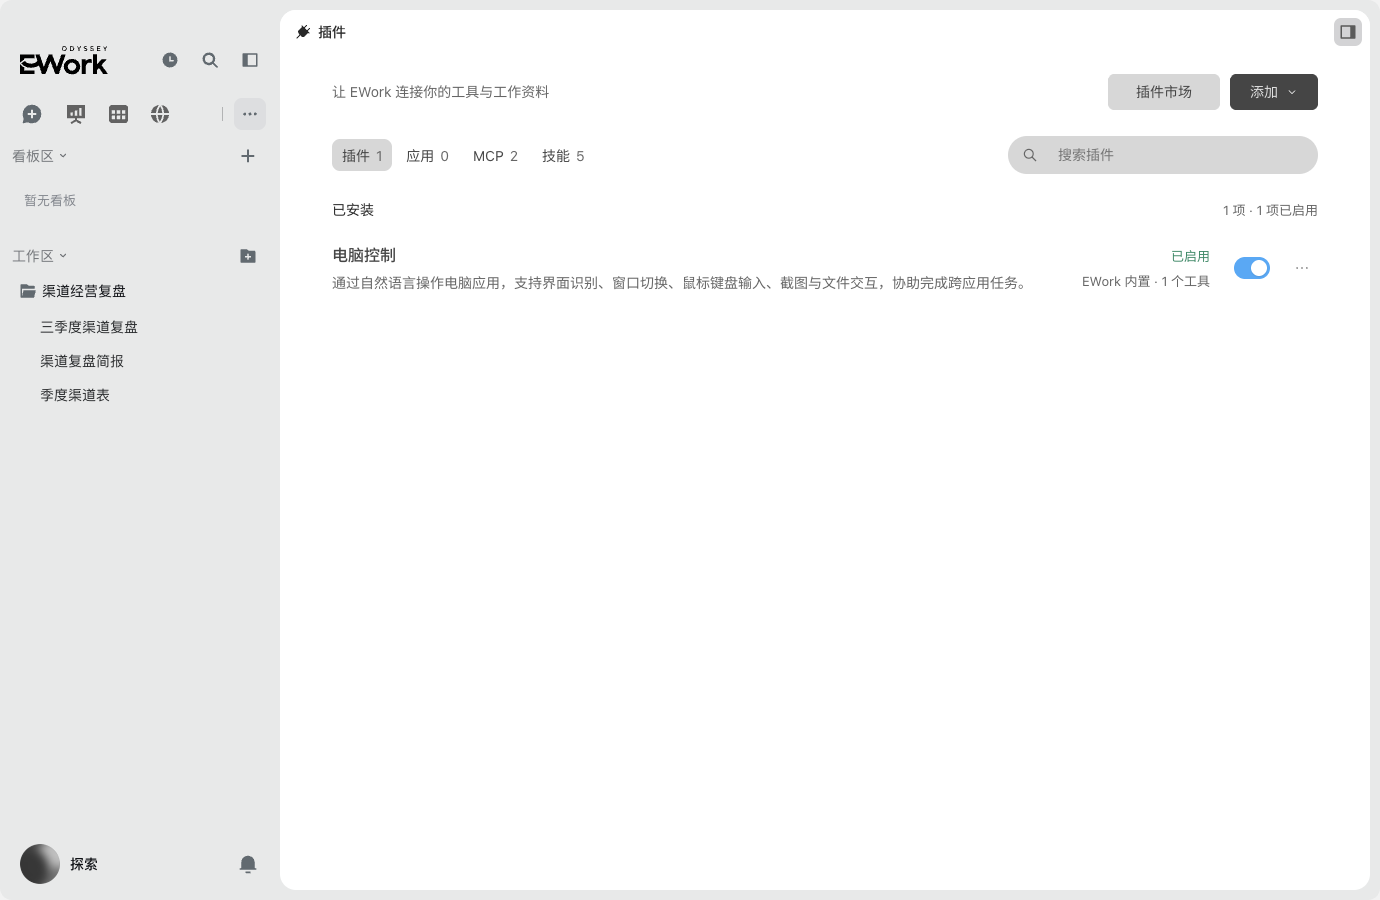 ODYSSEY
EWork
看板区
暂无看板
工作区
渠道经营复盘
三季度渠道复盘
渠道复盘简报
季度渠道表
探索
插件
让 EWork 连接你的工具与工作资料
插件市场
添加
插件 1
应用 0
MCP 2
技能 5
搜索插件
已安装
1 项 · 1 项已启用
电脑控制
已启用
通过自然语言操作电脑应用，支持界面识别、窗口切换、鼠标键盘输入、截图与文件交互，协助完成跨应用任务。
EWork 内置 · 1 个工具